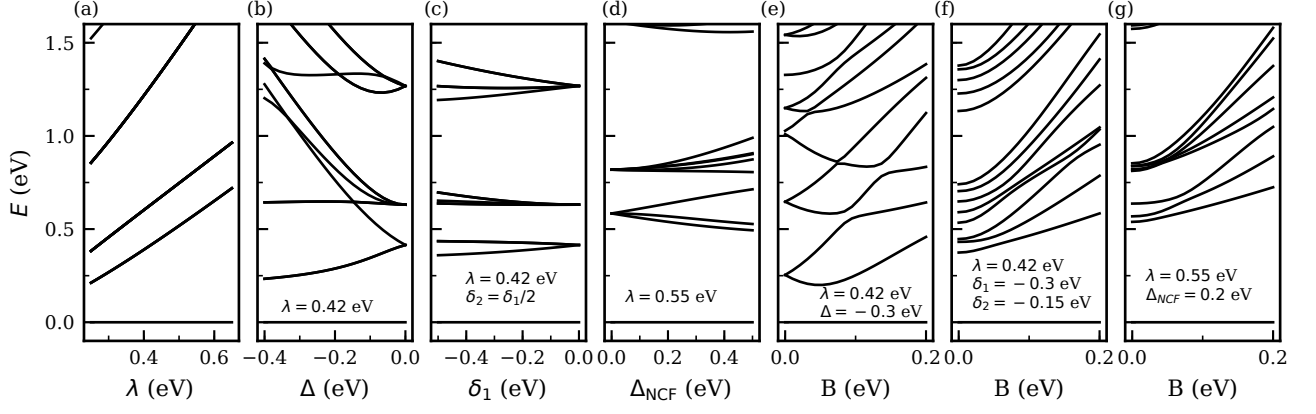 (a) (b) (c) (d) (e) (f) (g)
E (eV)
1.5
1.0
0.5
0.0
λ = 0.42 eV
λ = 0.42 eV
δ₂ = δ₁/2
λ = 0.55 eV
λ = 0.42 eV
Δ = −0.3 eV
λ = 0.42 eV
δ₁ = −0.3 eV
δ₂ = −0.15 eV
λ = 0.55 eV
Δ_NCF = 0.2 eV
0.4 0.6
−0.4 −0.2 0.0
−0.4 −0.2 0.0
0.0 0.2 0.4
0.0 0.2
0.0 0.2
0.0 0.2
λ (eV) Δ (eV) δ₁ (eV) Δ_NCF (eV) B (eV) B (eV) B (eV)